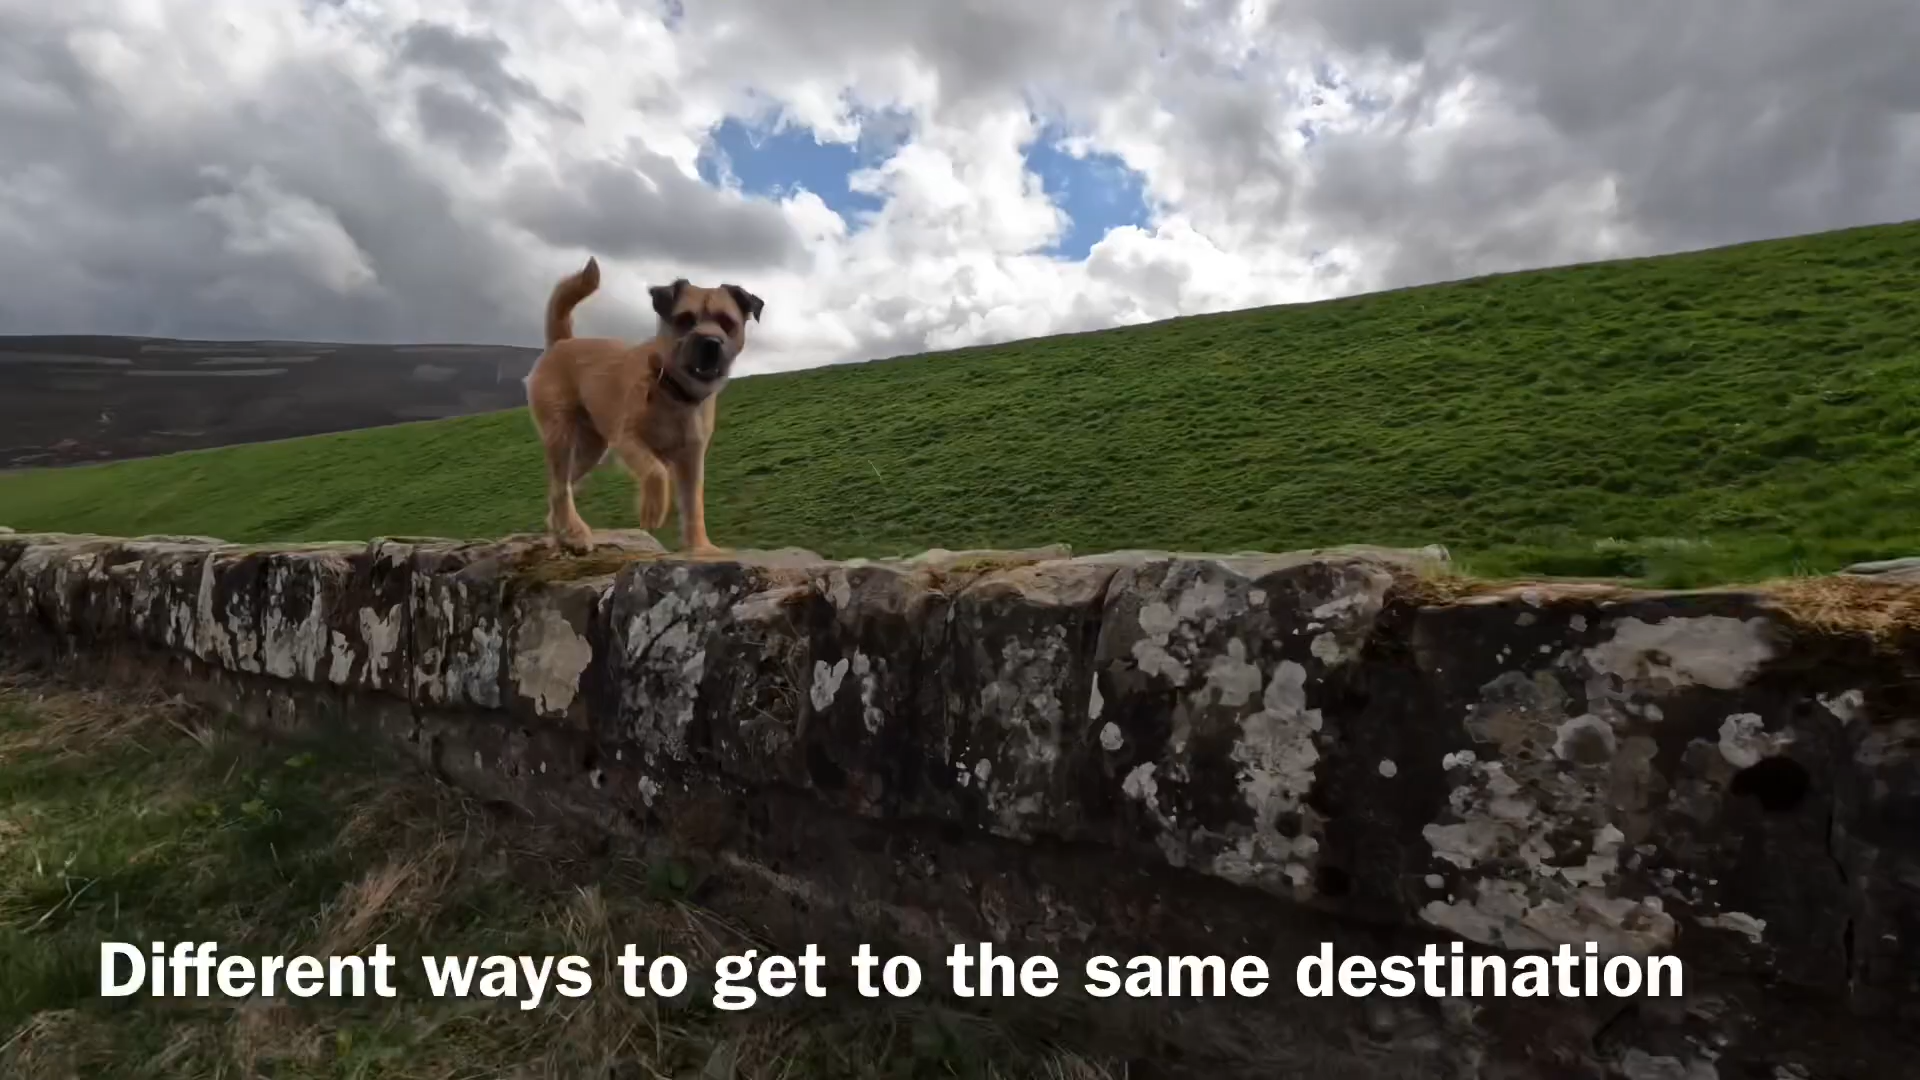 Different ways to get to the same destination